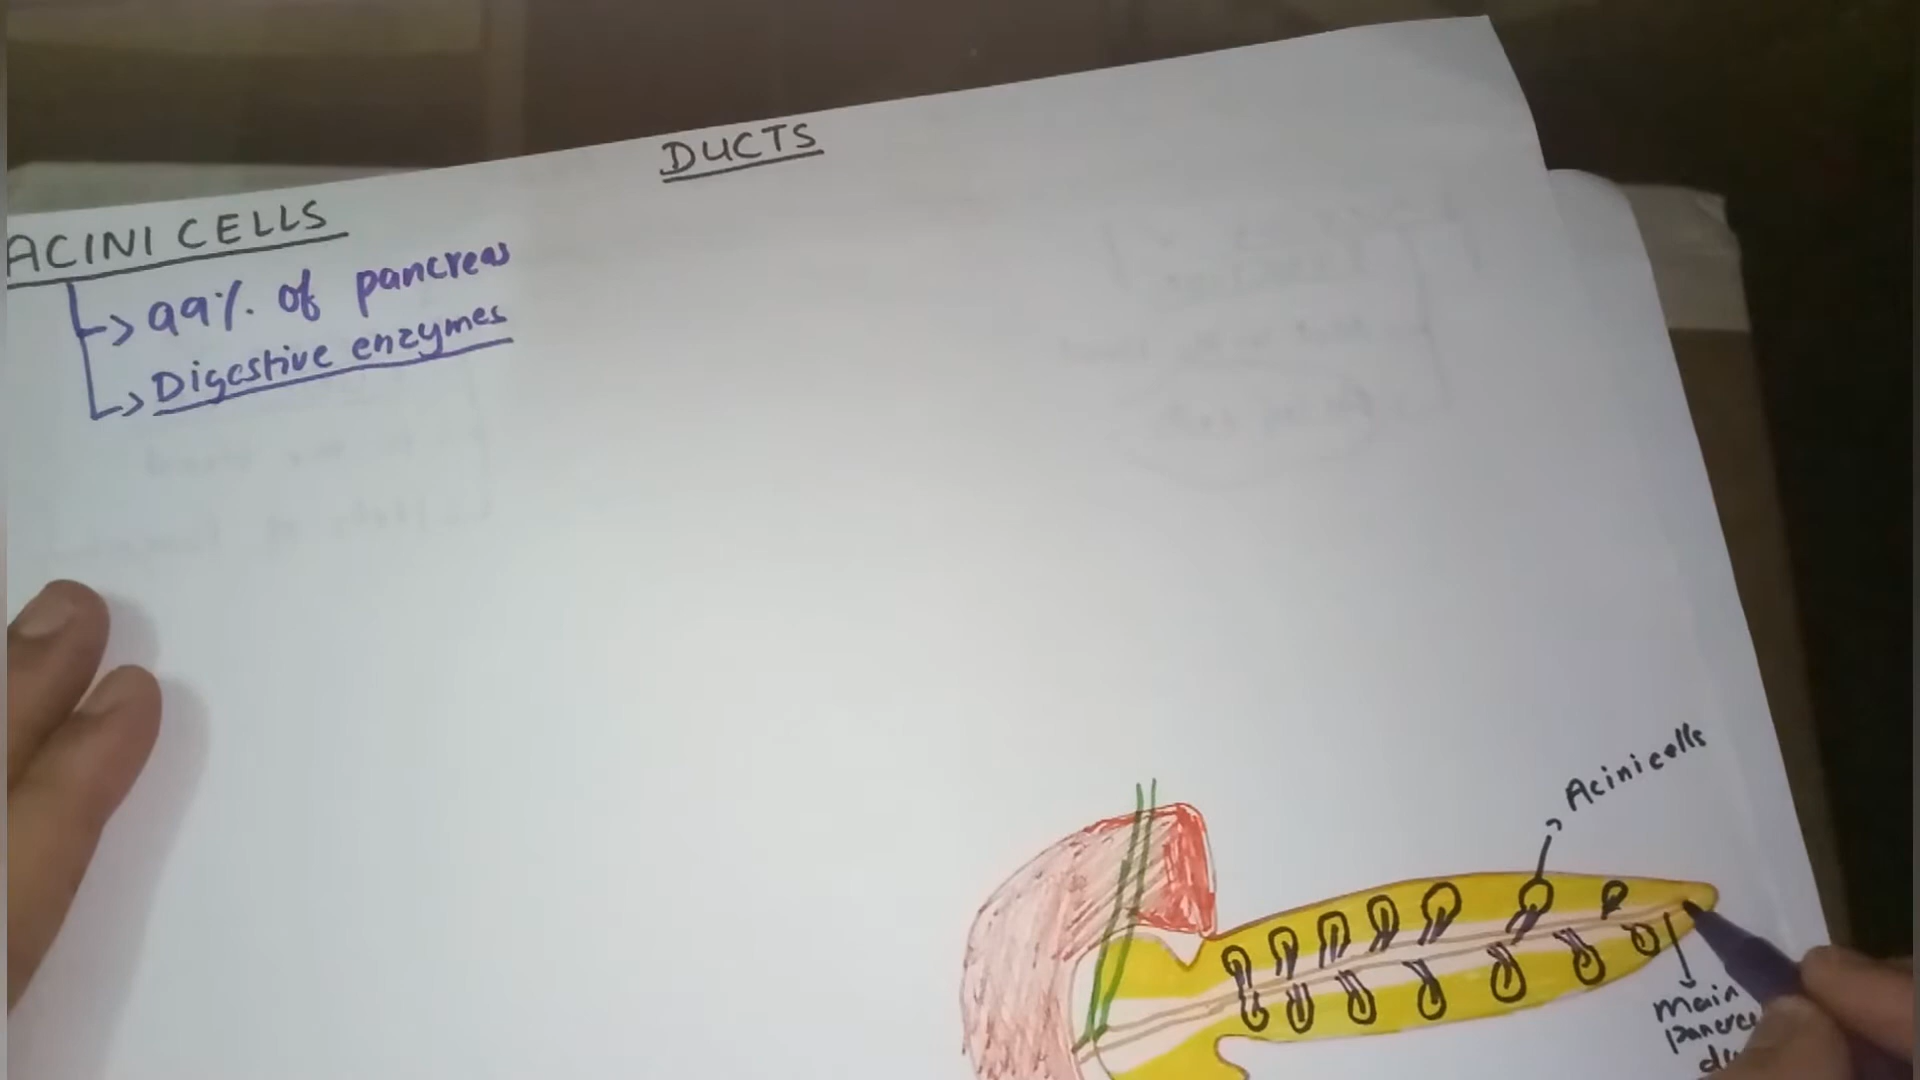 DUCTS
ACINI CELLS
→ 99% of pancreas
→ Digestive enzymes
Acini cells
main